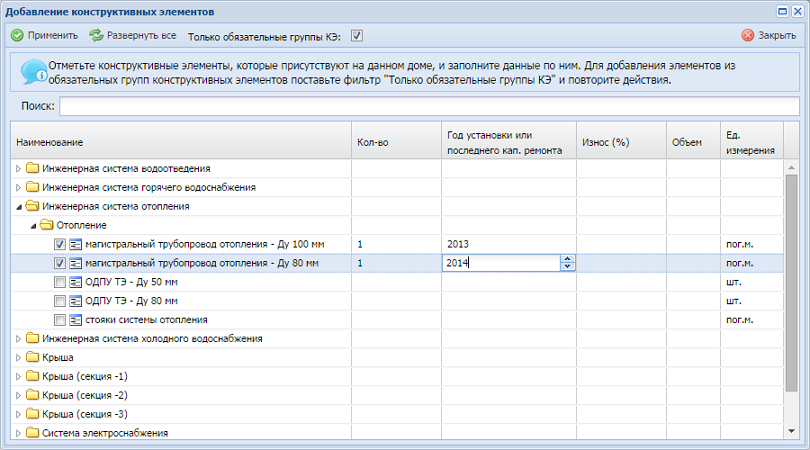 Добавление конструктивных элементов
Применить Развернуть все Только обязательные группы КЭ: Закрыть
Отметьте конструктивные элементы, которые присутствуют на данном доме, и заполните данные по ним. Для добавления элементов из
обязательных групп конструктивных элементов поставьте фильтр "Только обязательные группы КЭ" и повторите действия.
Поиск:
Наименование Кол-во Год установки или последнего кап. ремонта Износ (%) Объем Ед. измерения
Инженерная система водоотведения
Инженерная система горячего водоснабжения
Инженерная система отопления
Отопление
магистральный трубопровод отопления - Ду 100 мм 1 2013 пог.м.
магистральный трубопровод отопления - Ду 80 мм 1 2014 пог.м.
ОДПУ ТЭ - Ду 50 мм шт.
ОДПУ ТЭ - Ду 80 мм шт.
стояки системы отопления пог.м.
Инженерная система холодного водоснабжения
Крыша
Крыша (секция -1)
Крыша (секция -2)
Крыша (секция -3)
Система электроснабжения